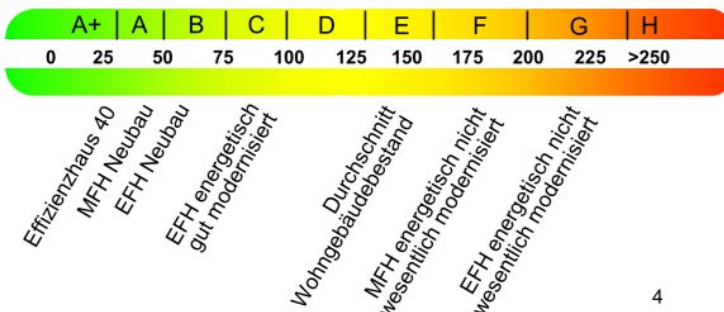 A+ A B C D E F G H
0 25 50 75 100 125 150 175 200 225 >250
Effizienzhaus 40
MFH Neubau
EFH Neubau
EFH energetisch
gut modernisiert
Durchschnitt
Wohngebäudebestand
MFH energetisch nicht
wesentlich modernisiert
EFH energetisch nicht
wesentlich modernisiert
4